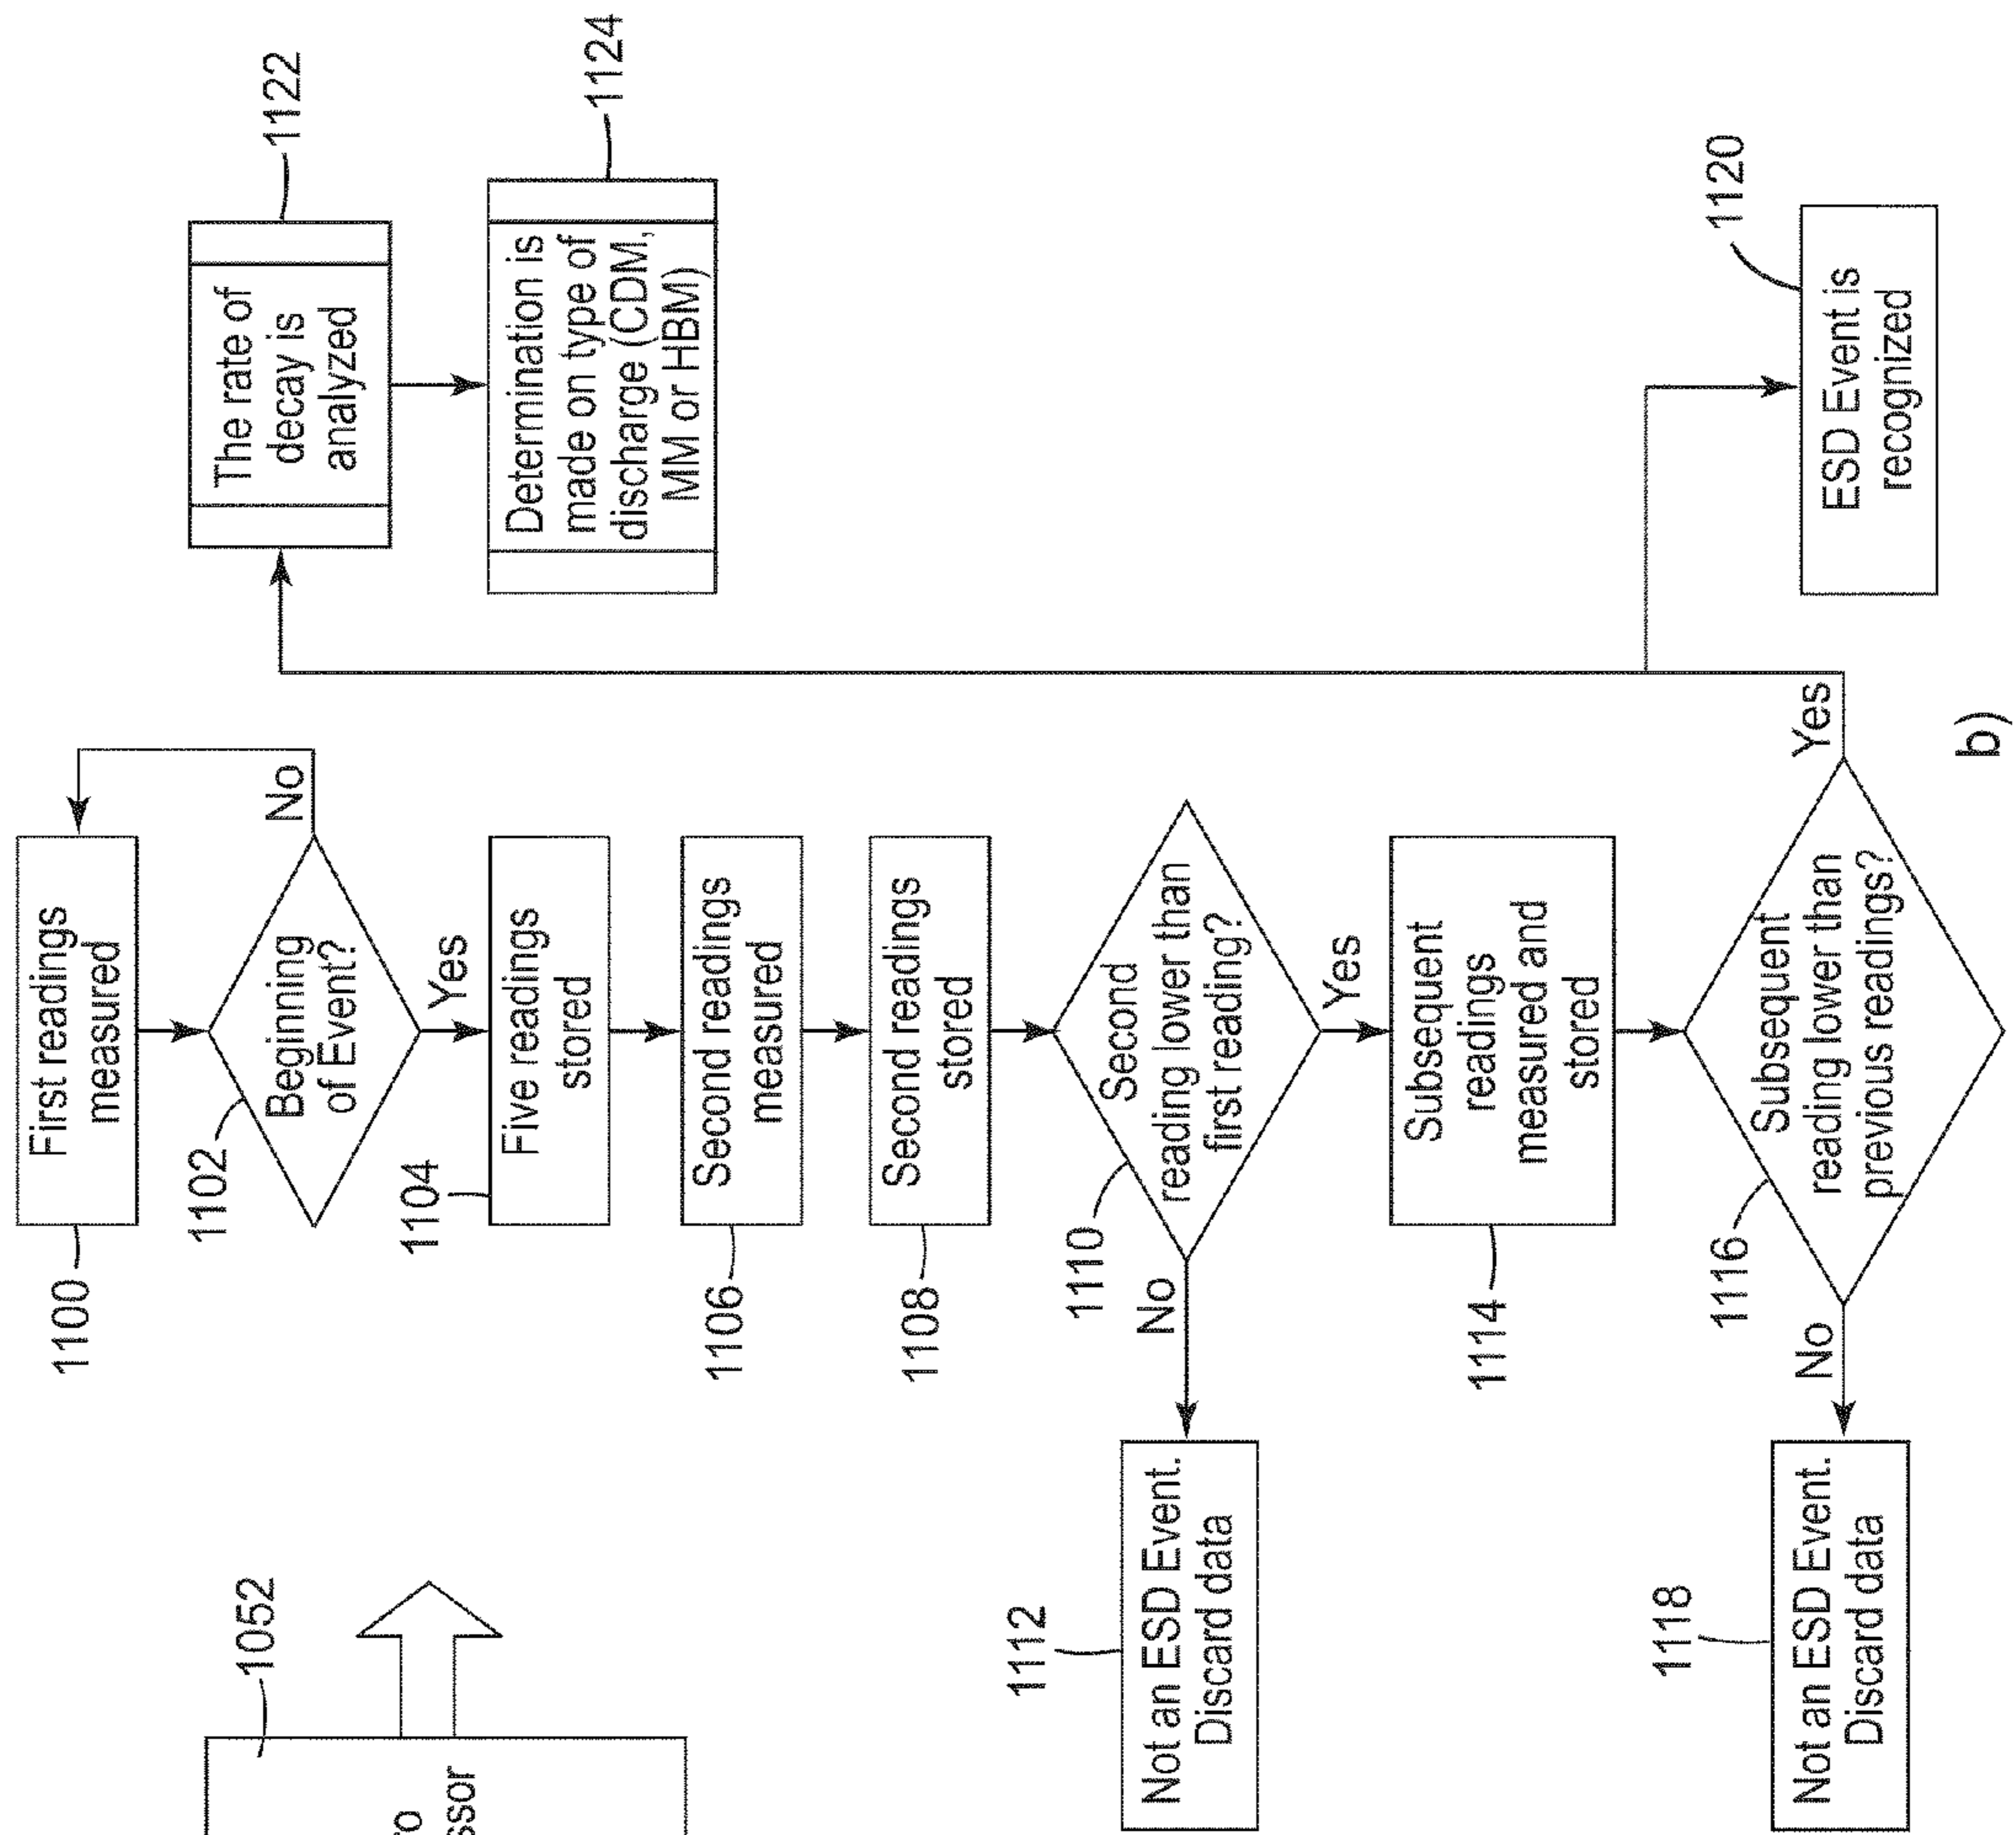 1100
First readings
measured
1102
Beginning
of Event?
No
Yes
1104
Five readings
stored
1106
Second readings
measured
1108
Second readings
stored
1110
Second
reading lower than
first reading?
No
Yes
1112
Not an ESD Event.
Discard data
1114
Subsequent
readings
measured and
stored
1116
Subsequent
reading lower than
previous readings?
No
Yes
1118
Not an ESD Event.
Discard data
1120
ESD Event is
recognized
1122
The rate of
decay is
analyzed
1124
Determination is
made on type of
discharge (CDM,
MM or HBM)
1052
ro
ssor
b)